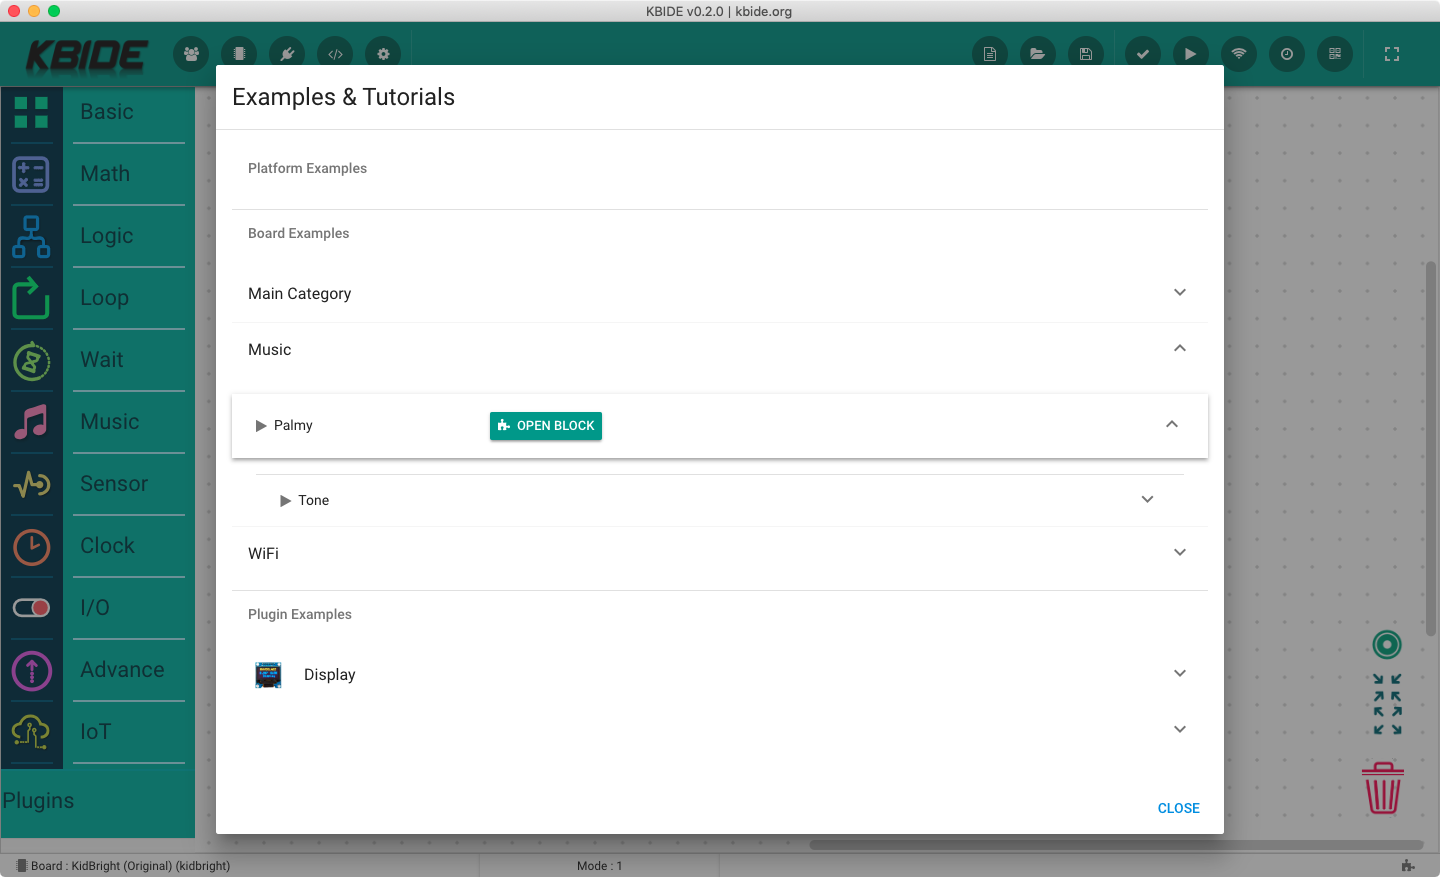 KBIDE v0.2.0 | kbide.org
KBIDE
Examples & Tutorials
Platform Examples
Board Examples
Main Category
Music
Palmy
OPEN BLOCK
Tone
WiFi
Plugin Examples
Display
CLOSE
Basic
Math
Logic
Loop
Wait
Music
Sensor
Clock
I/O
Advance
IoT
Plugins
Board : KidBright (Original) (kidbright)
Mode : 1